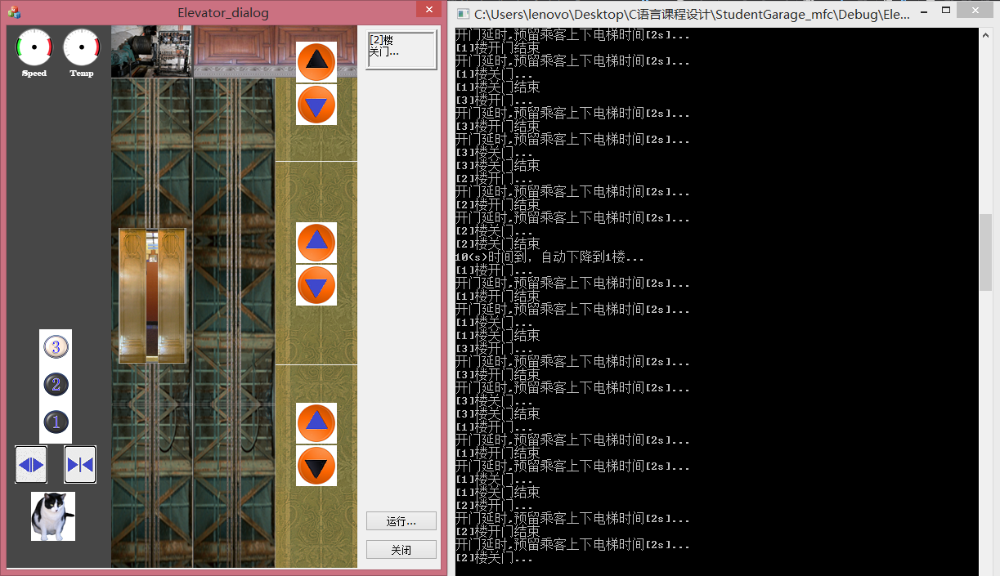 Elevator_dialog
Speed
Temp
[2]楼
关门...
3
2
1
运行...
关闭
C:\Users\lenovo\Desktop\C语言课程设计\StudentGarage_mfc\Debug\Ele...
开门延时,预留乘客上下电梯时间[2s]...
[1]楼开门结束
开门延时,预留乘客上下电梯时间[2s]...
[1]楼关门...
[1]楼关门结束
[3]楼开门...
开门延时,预留乘客上下电梯时间[2s]...
[3]楼开门结束
开门延时,预留乘客上下电梯时间[2s]...
[3]楼关门...
[3]楼关门结束
[2]楼开门...
开门延时,预留乘客上下电梯时间[2s]...
[2]楼开门结束
开门延时,预留乘客上下电梯时间[2s]...
[2]楼关门...
[2]楼关门结束
10(s)时间到，自动下降到1楼...
[1]楼开门...
开门延时,预留乘客上下电梯时间[2s]...
[1]楼开门结束
开门延时,预留乘客上下电梯时间[2s]...
[1]楼关门...
[1]楼关门结束
[3]楼开门...
开门延时,预留乘客上下电梯时间[2s]...
[3]楼开门结束
开门延时,预留乘客上下电梯时间[2s]...
[3]楼关门...
[3]楼关门结束
[1]楼开门...
开门延时,预留乘客上下电梯时间[2s]...
[1]楼开门结束
开门延时,预留乘客上下电梯时间[2s]...
[1]楼关门...
[1]楼关门结束
[2]楼开门...
开门延时,预留乘客上下电梯时间[2s]...
[2]楼开门结束
开门延时,预留乘客上下电梯时间[2s]...
[2]楼关门...